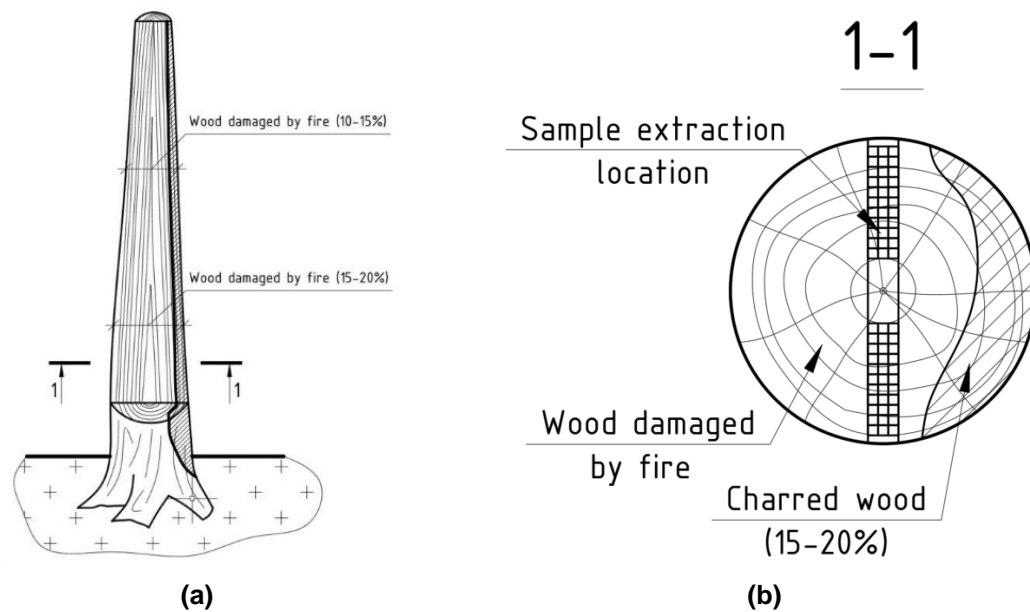 Wood damaged by fire (10-15%)
Wood damaged by fire (15-20%)
1
1
(a)
1-1
Sample extraction
location
Wood damaged
by fire
Charred wood
(15-20%)
(b)